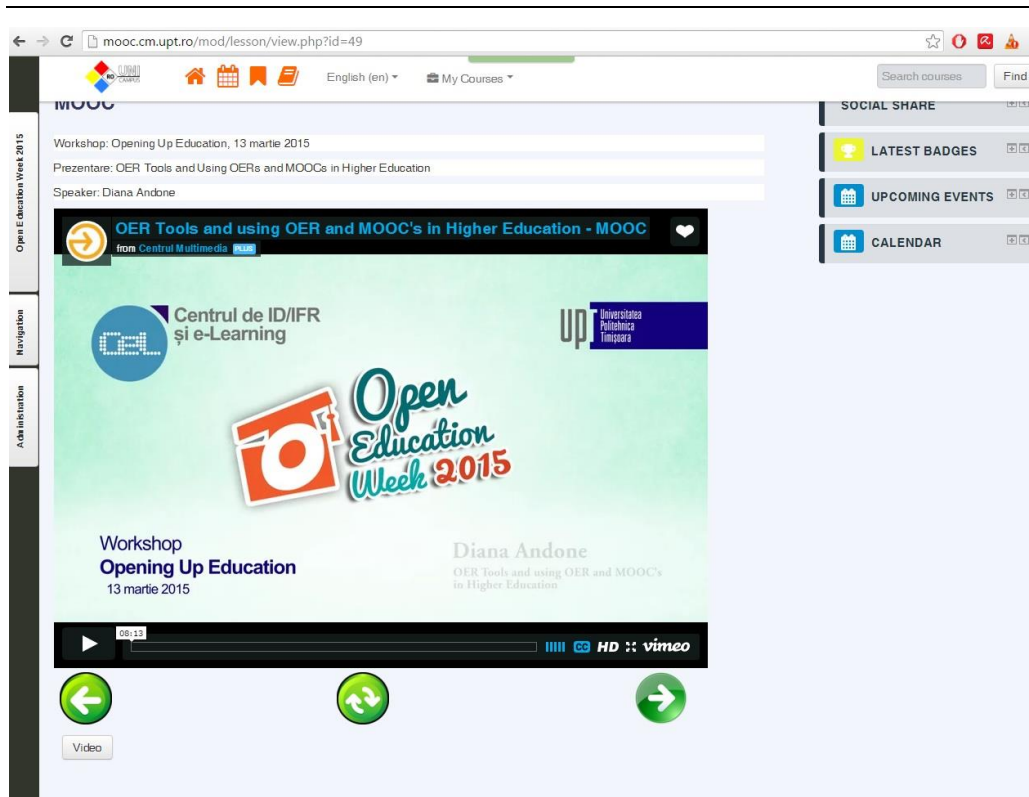 mooc.cm.upt.ro/mod/lesson/view.php?id=49
UMI
CAMPUS
English (en)
My Courses
Search courses
Find
MOOC
SOCIAL SHARE
Workshop: Opening Up Education, 13 martie 2015
Prezentare: OER Tools and Using OERs and MOOCs in Higher Education
Speaker: Diana Andone
LATEST BADGES
UPCOMING EVENTS
CALENDAR
Open Education Week 2015
Navigation
Administration
OER Tools and using OER and MOOC's in Higher Education - MOOC
from Centrul Multimedia PLUS
CeL
Centrul de ID/IFR
și e-Learning
UPT
Universitatea
Politehnica
Timișoara
Open
Education
Week 2015
Workshop
Opening Up Education
13 martie 2015
Diana Andone
OER Tools and using OER and MOOC's
in Higher Education
08:13
CC HD vimeo
Video